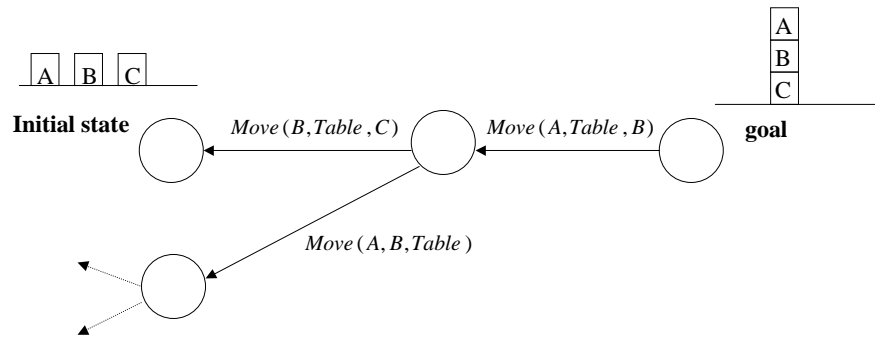 A
B
C
A B C
Initial state
Move(B,Table,C)
Move(A,Table,B)
goal
Move(A,B,Table)